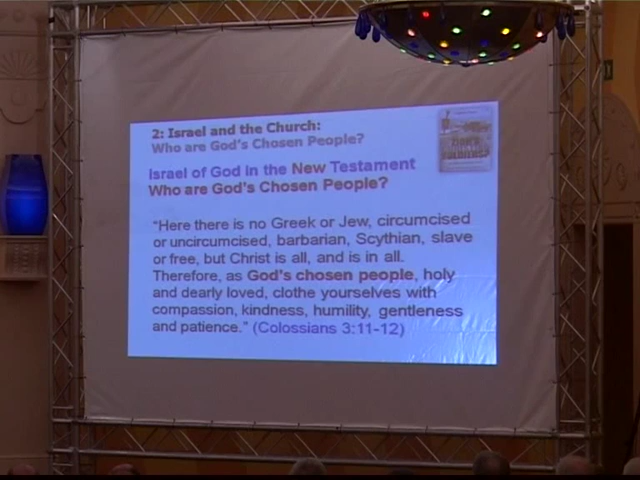 2: Israel and the Church:
Who are God's Chosen People?
Israel of God in the New Testament
Who are God's Chosen People?
"Here there is no Greek or Jew, circumcised
or uncircumcised, barbarian, Scythian, slave
or free, but Christ is all, and is in all.
Therefore, as God's chosen people, holy
and dearly loved, clothe yourselves with
compassion, kindness, humility, gentleness
and patience." (Colossians 3:11-12)